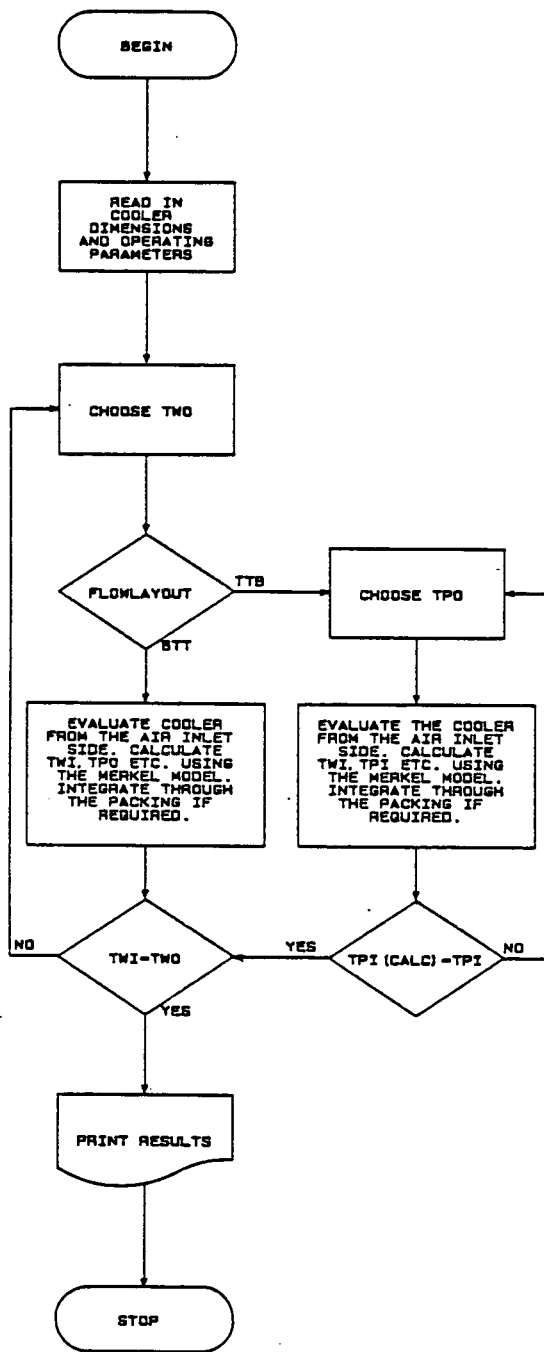 BEGIN
READ IN
COOLER
DIMENSIONS
AND OPERATING
PARAMETERS
CHOOSE TWO
FLOWLAYOUT
TTB
CHOOSE TPO
BTT
EVALUATE COOLER
FROM THE AIR INLET
SIDE. CALCULATE
TWI, TPO ETC. USING
THE MERKEL MODEL.
INTEGRATE THROUGH
THE PACKING IF
REQUIRED.
EVALUATE THE COOLER
FROM THE AIR INLET
SIDE. CALCULATE
TWI, TPI ETC. USING
THE MERKEL MODEL.
INTEGRATE THROUGH
THE PACKING IF
REQUIRED.
NO
TWI=TWO
YES
TPI (CALC) =TPI
NO
YES
PRINT RESULTS
STOP